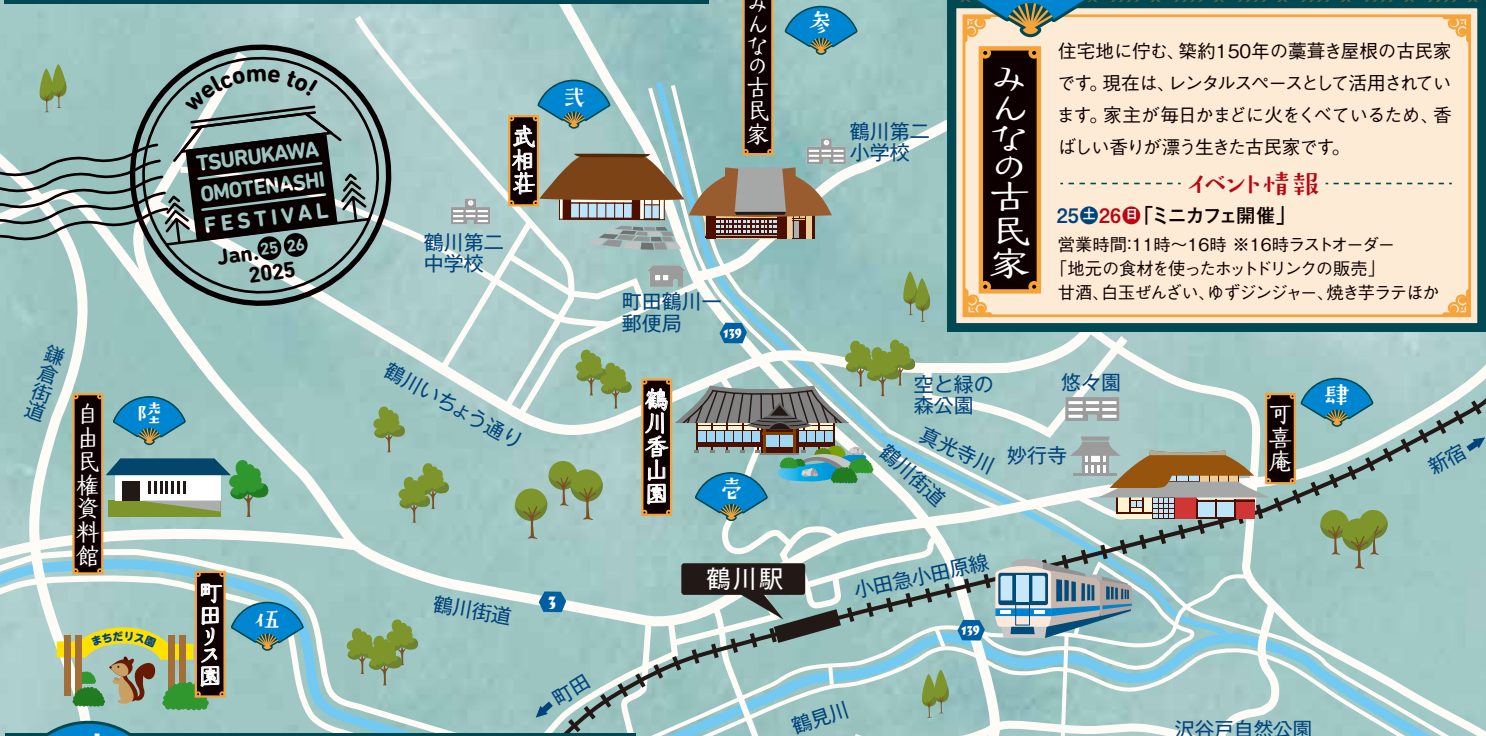 welcome to!
TSURUKAWA
OMOTENASHI
FESTIVAL
Jan.25 26
2025
参
みんなの古民家
弐
武相荘
鶴川第二
小学校
鶴川第二
中学校
町田鶴川一
郵便局
139
鎌倉街道
鶴川いちょう通り
陸
自由民権資料館
鶴川香山園
壱
空と緑の
森公園
悠々園
真光寺川
妙行寺
鶴川街道
可喜庵
肆
新宿
鶴川駅
小田急小田原線
鶴川街道
3
139
町田リス園
伍
まちだリス園
町田
鶴見川
沢谷戸自然公園
みんなの古民家
住宅地に佇む、築約150年の藁葺き屋根の古民家
です。現在は、レンタルスペースとして活用されてい
ます。家主が毎日かまどに火をくべているため、香
ばしい香りが漂う生きた古民家です。
イベント情報
25土26日「ミニカフェ開催」
営業時間:11時〜16時 ※16時ラストオーダー
「地元の食材を使ったホットドリンクの販売」
甘酒、白玉ぜんざい、ゆずジンジャー、焼き芋ラテほか